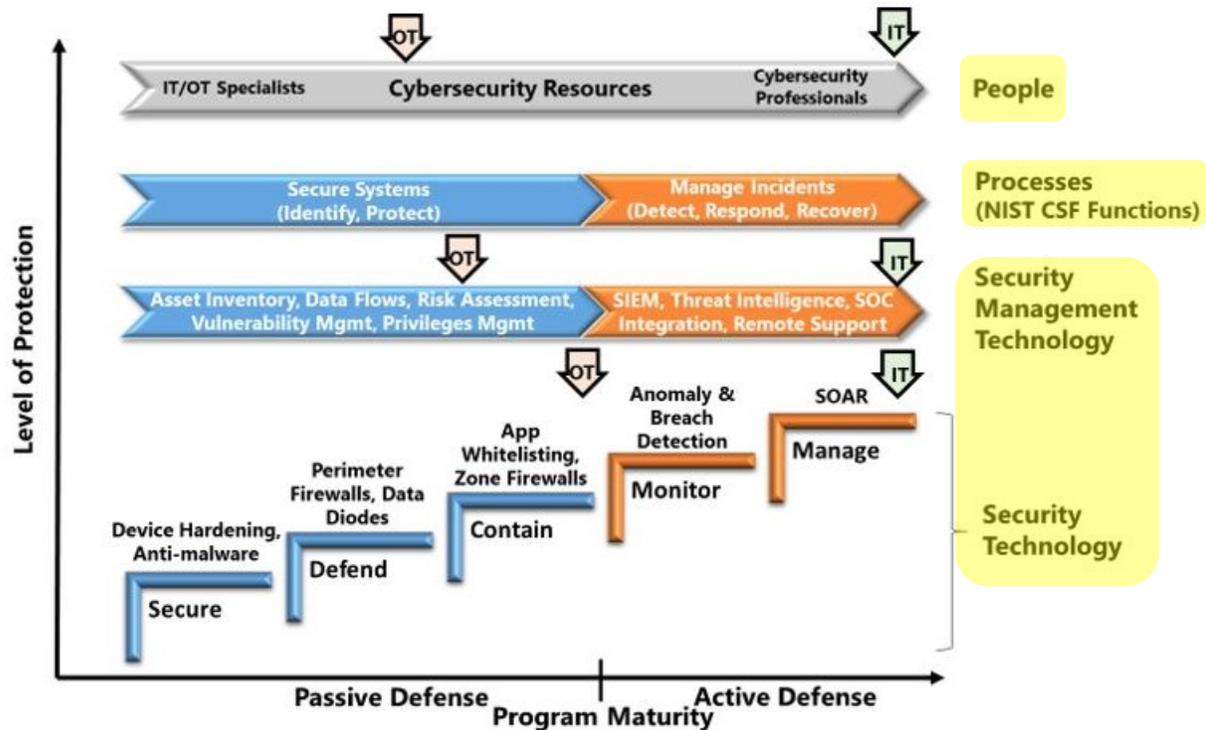 OT
IT
IT/OT Specialists
Cybersecurity Resources
Cybersecurity
Professionals
People
Secure Systems
(Identify, Protect)
Manage Incidents
(Detect, Respond, Recover)
Processes
(NIST CSF Functions)
OT
IT
Asset Inventory, Data Flows, Risk Assessment,
Vulnerability Mgmt, Privileges Mgmt
SIEM, Threat Intelligence, SOC
Integration, Remote Support
Security
Management
Technology
OT
IT
Level of Protection
Device Hardening,
Anti-malware
Secure
Perimeter
Firewalls, Data
Diodes
Defend
App
Whitelisting,
Zone Firewalls
Contain
Anomaly &
Breach
Detection
Monitor
SOAR
Manage
Security
Technology
Passive Defense
Active Defense
Program Maturity